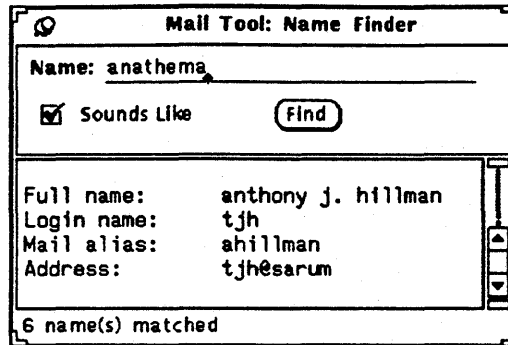 Mail Tool: Name Finder
Name: anathema
Sounds Like Find
Full name: anthony j. hillman
Login name: tjh
Mail alias: ahillman
Address: tjh@sarum
6 name(s) matched